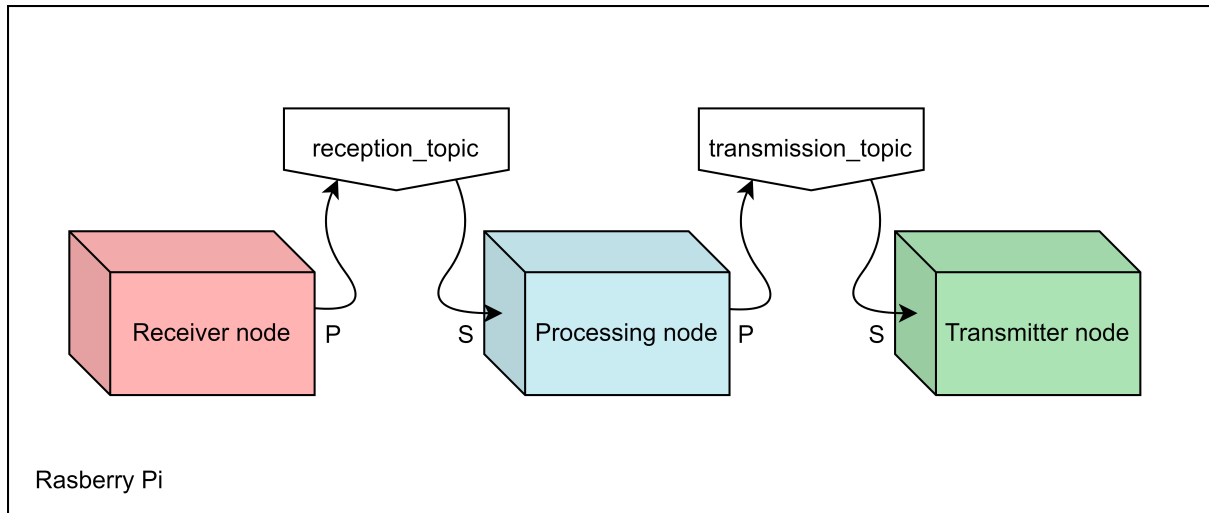 reception_topic
transmission_topic
Receiver node
P
S
Processing node
P
S
Transmitter node
Rasberry Pi